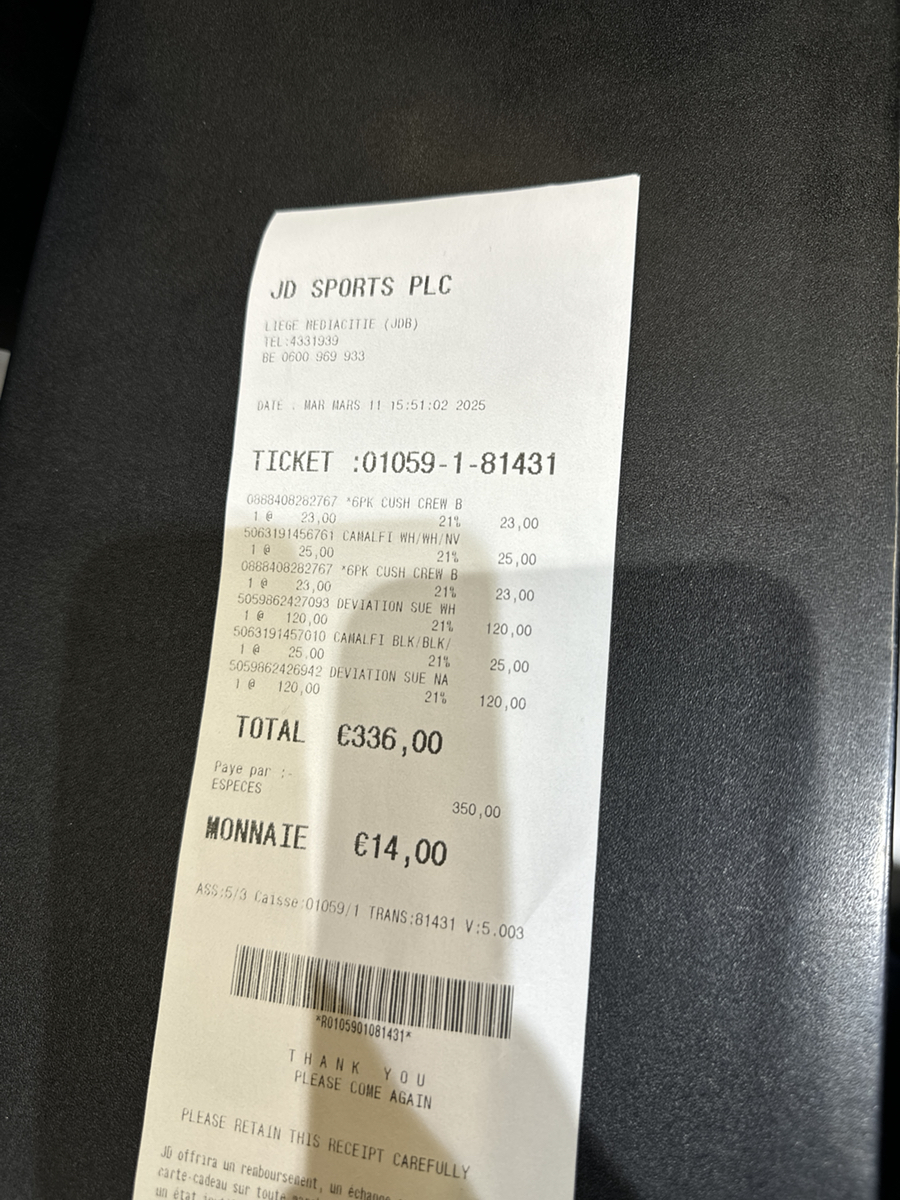 JD SPORTS PLC
LIEGE MEDIACITIE (JDB)
TEL:4331939
BE 0600 969 933
DATE : MAR MARS 11 15:51:02 2025
TICKET :01059-1-81431
0888408282767 *6PK CUSH CREW B
1 @ 23,00 21% 23,00
5063191456761 CAMALFI WH/WH/NV
1 @ 25,00 21% 25,00
0888408282767 *6PK CUSH CREW B
1 @ 23,00 21% 23,00
5059862427093 DEVIATION SUE WH
1 @ 120,00 21% 120,00
5063191457010 CAMALFI BLK/BLK/
1 @ 25,00 21% 25,00
5059862426942 DEVIATION SUE NA
1 @ 120,00 21% 120,00
TOTAL €336,00
Paye par :-
ESPECES
350,00
MONNAIE €14,00
ASS:5/3 Caisse:01059/1 TRANS:81431 V:5.003
*R0105901081431*
THANK YOU
PLEASE COME AGAIN
PLEASE RETAIN THIS RECEIPT CAREFULLY
JD offrira un remboursement, un échange
carte-cadeau sur toute
un état